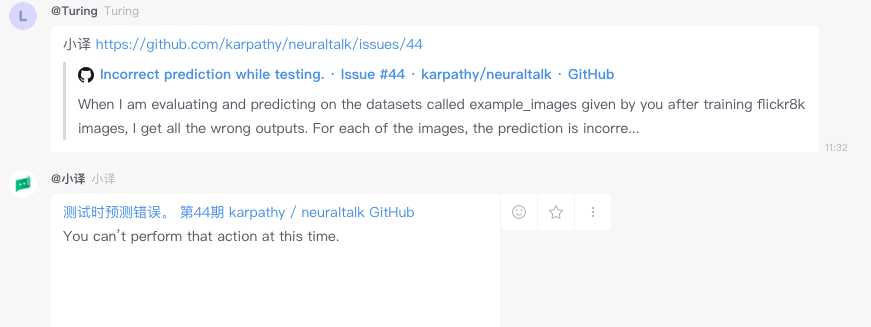 L
@Turing Turing
小译 https://github.com/karpathy/neuraltalk/issues/44
Incorrect prediction while testing. · Issue #44 · karpathy/neuraltalk · GitHub
When I am evaluating and predicting on the datasets called example_images given by you after training flickr8k
images, I get all the wrong outputs. For each of the images, the prediction is incorre...
11:32
@小译 小译
测试时预测错误。 第44期 karpathy / neuraltalk GitHub
You can't perform that action at this time.